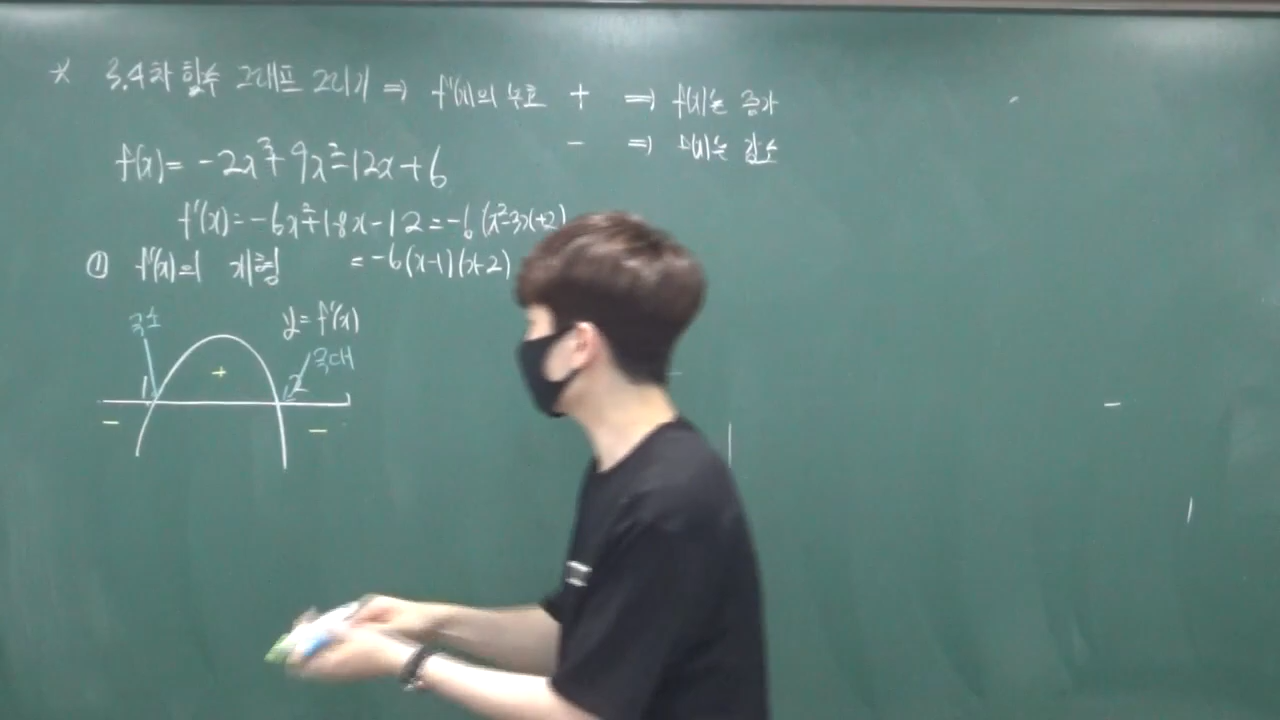 * 3,4차 함수 그래프 그리기 ⇒ f'(x)의 부호 + ⇒ f(x)는 증가
- ⇒ f(x)는 감소
f(x)= -2x³+9x²-12x+6
f'(x)=-6x²+18x-12=-6(x²-3x+2)
① f'(x)의 =-6(x-1)(x-2)
극소 y=f'(x)
극대
1 + 2
- -